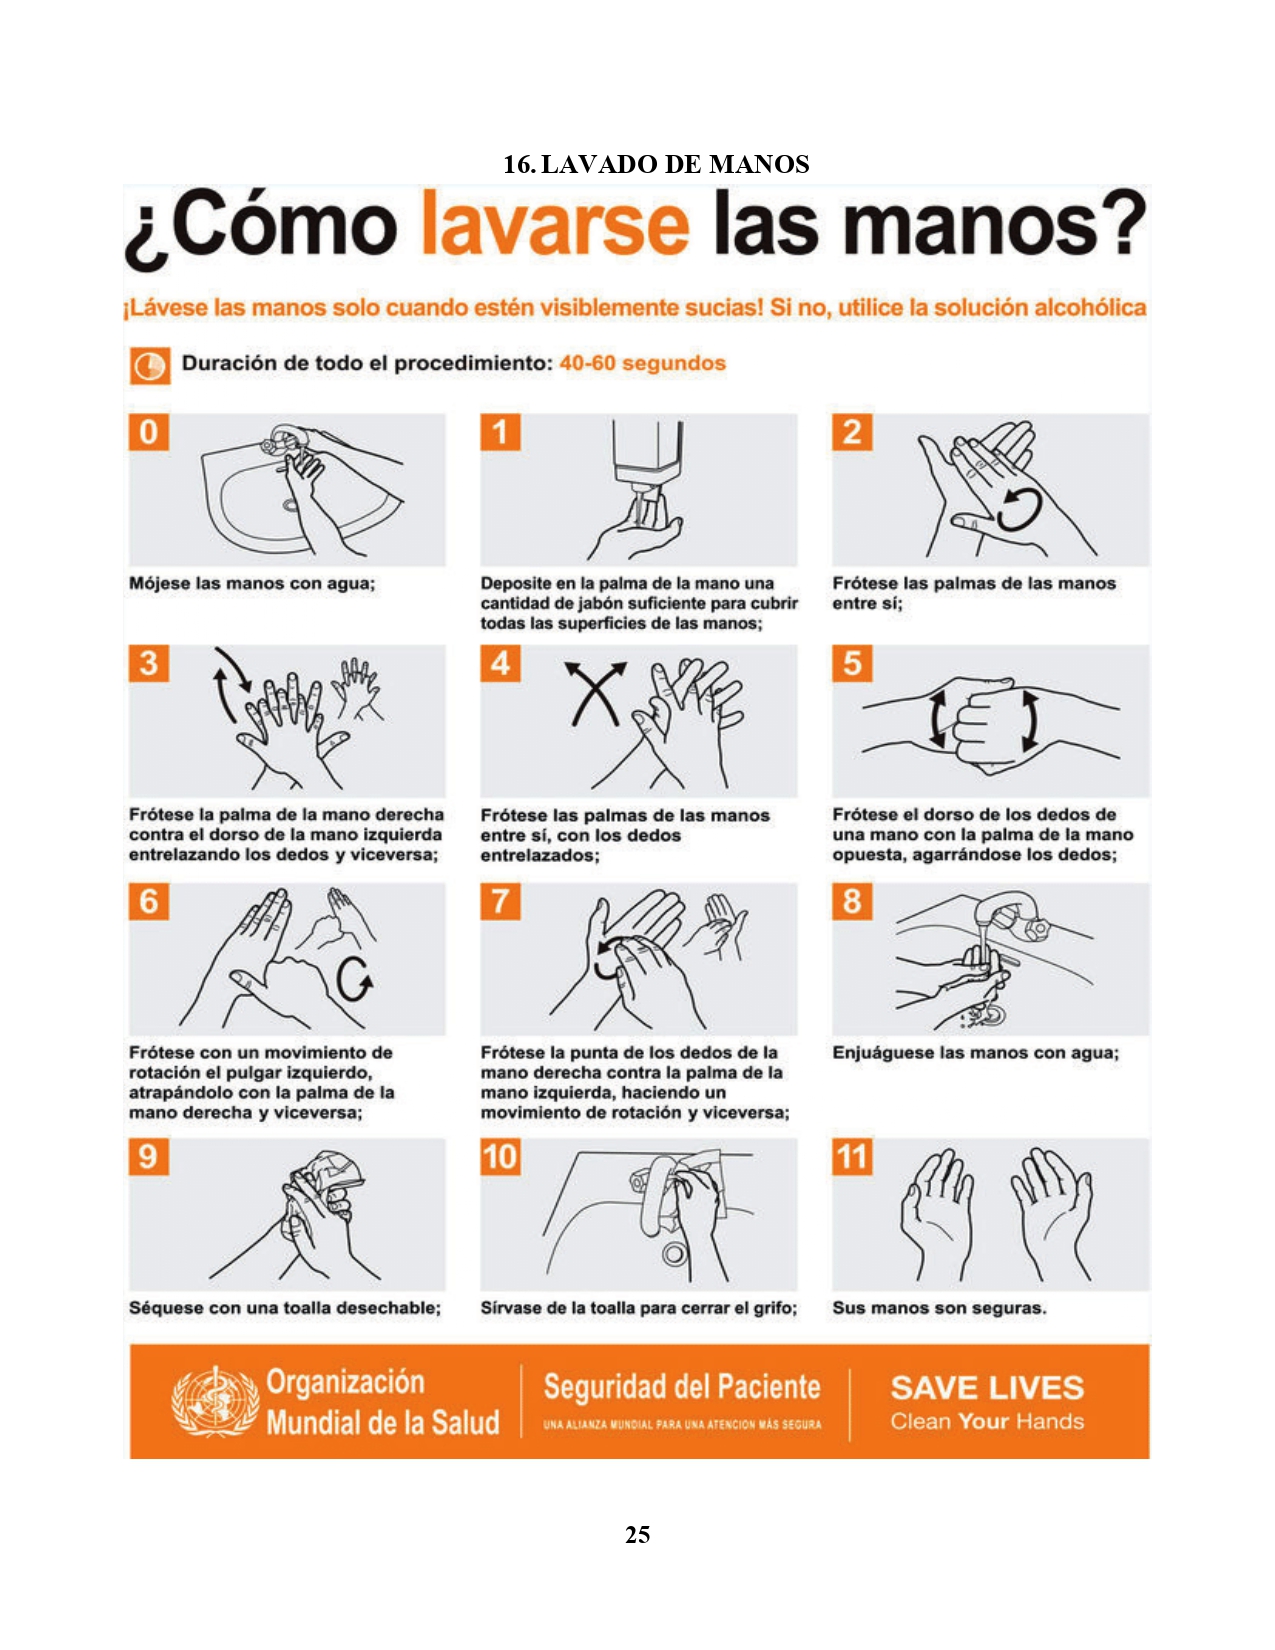 16. LAVADO DE MANOS
¿Cómo lavarse las manos?
¡Lávese las manos solo cuando estén visiblemente sucias! Si no, utilice la solución alcohólica
Duración de todo el procedimiento: 40-60 segundos
0
Mójese las manos con agua;
1
Deposite en la palma de la mano una
cantidad de jabón suficiente para cubrir
todas las superficies de las manos;
2
Frótese las palmas de las manos
entre sí;
3
Frótese la palma de la mano derecha
contra el dorso de la mano izquierda
entrelazando los dedos y viceversa;
4
Frótese las palmas de las manos
entre sí, con los dedos
entrelazados;
5
Frótese el dorso de los dedos de
una mano con la palma de la mano
opuesta, agarrándose los dedos;
6
Frótese con un movimiento de
rotación el pulgar izquierdo,
atrapándolo con la palma de la
mano derecha y viceversa;
7
Frótese la punta de los dedos de la
mano derecha contra la palma de la
mano izquierda, haciendo un
movimiento de rotación y viceversa;
8
Enjuáguese las manos con agua;
9
Séquese con una toalla desechable;
10
Sírvase de la toalla para cerrar el grifo;
11
Sus manos son seguras.
Organización
Mundial de la Salud
Seguridad del Paciente
UNA ALIANZA MUNDIAL PARA UNA ATENCION MÁS SEGURA
SAVE LIVES
Clean Your Hands
25